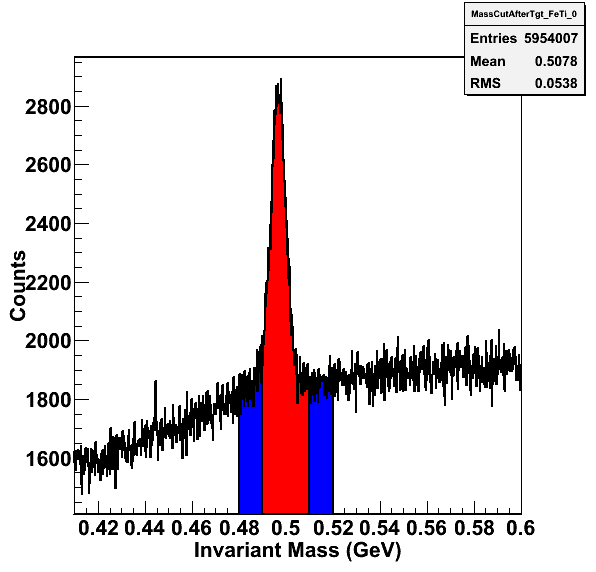 MassCutAfterTgt_FeTi_0
Entries 5954007
Mean 0.5078
RMS 0.0538
Counts
2800
2600
2400
2200
2000
1800
1600
0.42 0.44 0.46 0.48 0.5 0.52 0.54 0.56 0.58 0.6
Invariant Mass (GeV)